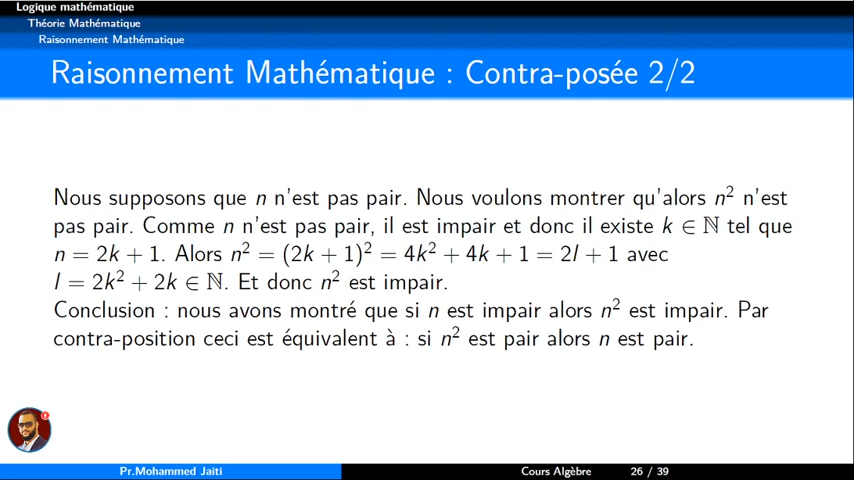 Logique mathématique
Théorie Mathématique
Raisonnement Mathématique
Raisonnement Mathématique : Contra-posée 2/2
Nous supposons que n n'est pas pair. Nous voulons montrer qu'alors n² n'est
pas pair. Comme n n'est pas pair, il est impair et donc il existe k ∈ ℕ tel que
n = 2k + 1. Alors n² = (2k + 1)² = 4k² + 4k + 1 = 2l + 1 avec
l = 2k² + 2k ∈ ℕ. Et donc n² est impair.
Conclusion : nous avons montré que si n est impair alors n² est impair. Par
contra-position ceci est équivalent à : si n² est pair alors n est pair.
Pr.Mohammed Jaiti Cours Algèbre 26 / 39